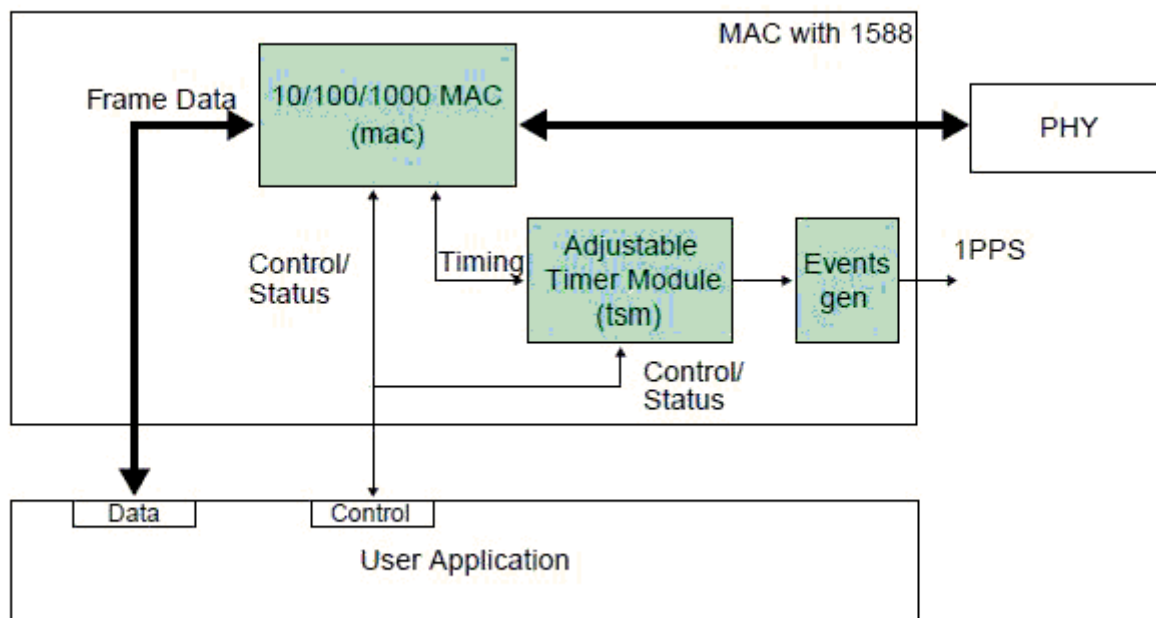 MAC with 1588
10/100/1000 MAC
(mac)
Frame Data
PHY
Control/
Status
Timing
Adjustable
Timer Module
(tsm)
Events
gen
1PPS
Control/
Status
Data
Control
User Application